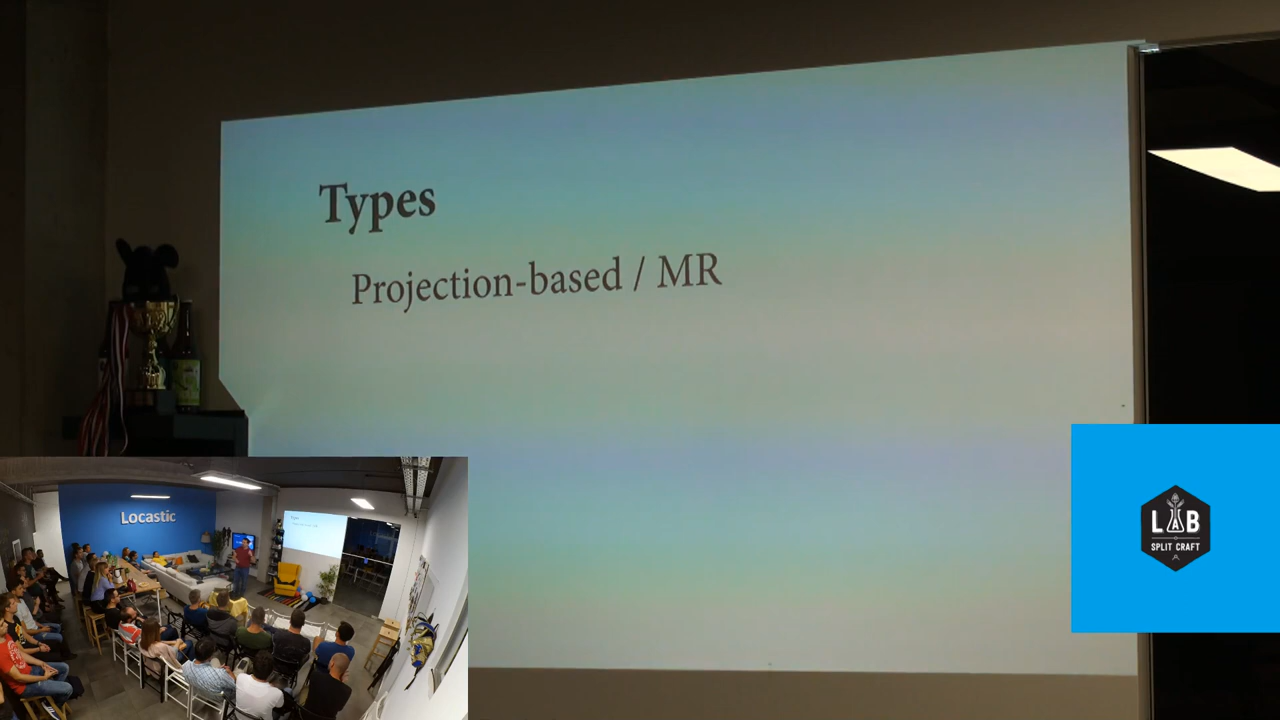 Types
Projection-based / MR
Locastic
LAB
SPLIT CRAFT